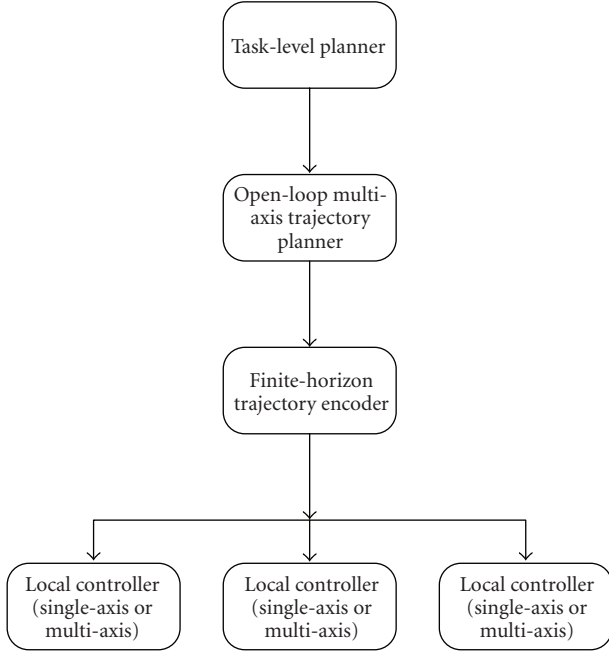 Task-level planner
Open-loop multi-
axis trajectory
planner
Finite-horizon
trajectory encoder
Local controller
(single-axis or
multi-axis)
Local controller
(single-axis or
multi-axis)
Local controller
(single-axis or
multi-axis)